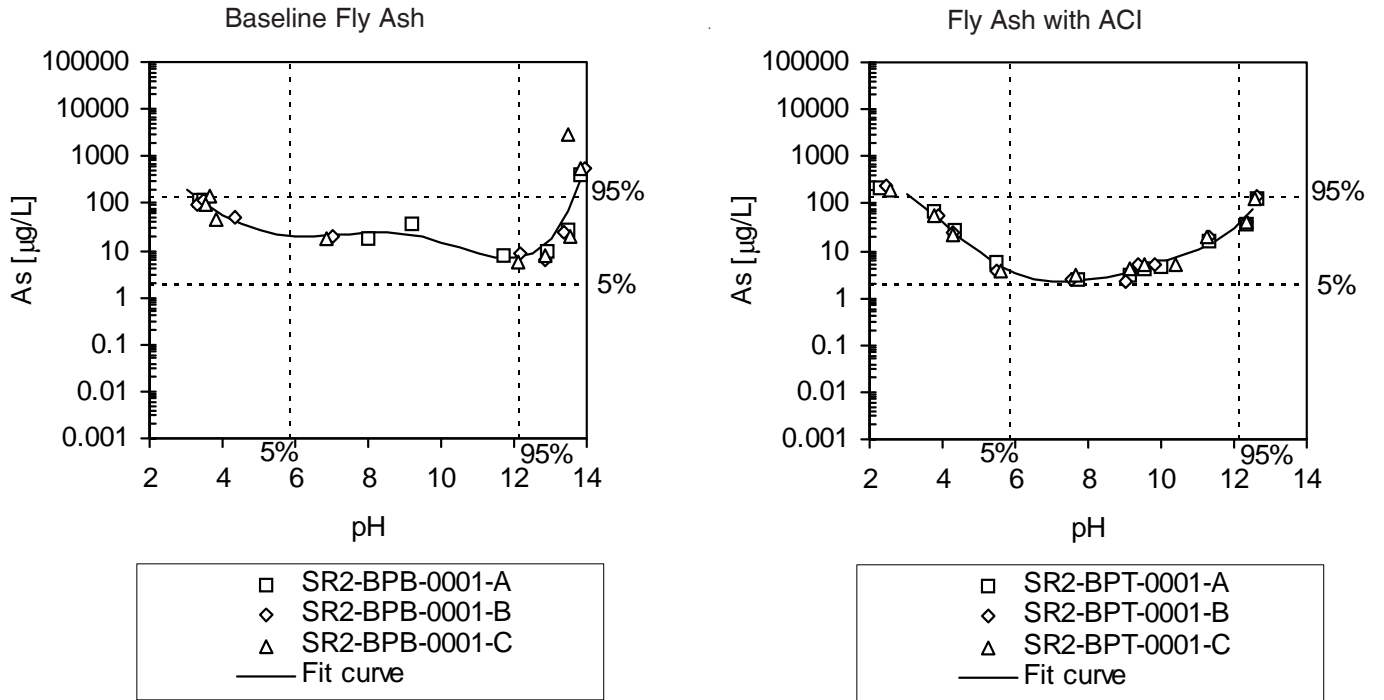 Baseline Fly Ash
100000
10000
1000
100
10
1
0.1
0.01
0.001
As [µg/L]
95%
5%
5%
95%
2 4 6 8 10 12 14
pH
SR2-BPB-0001-A
SR2-BPB-0001-B
SR2-BPB-0001-C
Fit curve
Fly Ash with ACI
100000
10000
1000
100
10
1
0.1
0.01
0.001
As [µg/L]
95%
5%
5%
95%
2 4 6 8 10 12 14
pH
SR2-BPT-0001-A
SR2-BPT-0001-B
SR2-BPT-0001-C
Fit curve